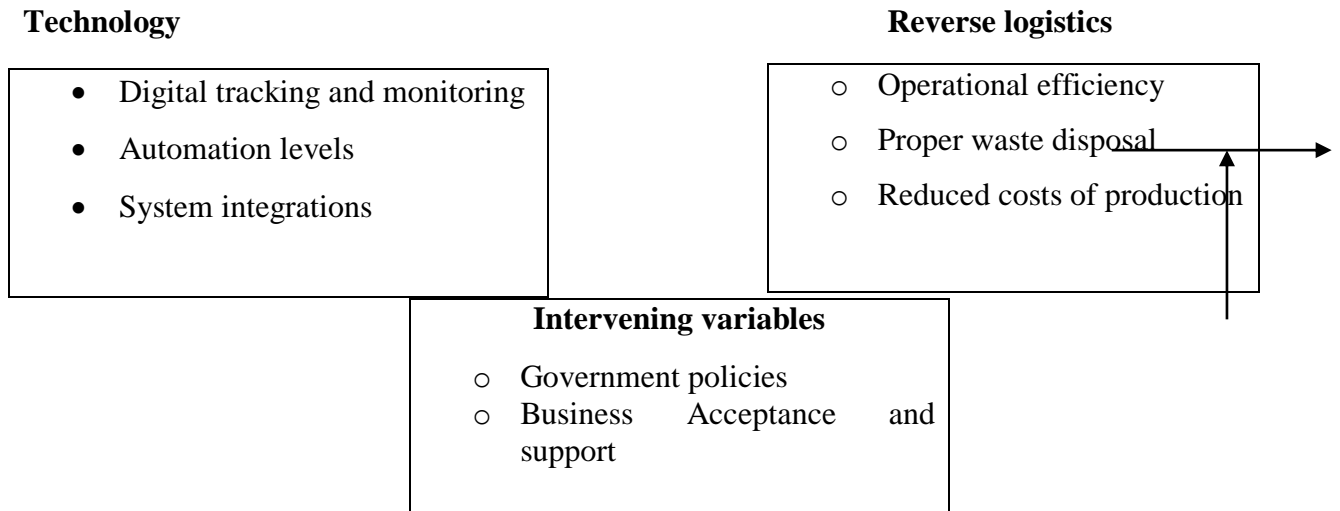 Technology
Reverse logistics
• Digital tracking and monitoring
• Automation levels
• System integrations
o Operational efficiency
o Proper waste disposal
o Reduced costs of production
Intervening variables
o Government policies
o Business Acceptance and
support